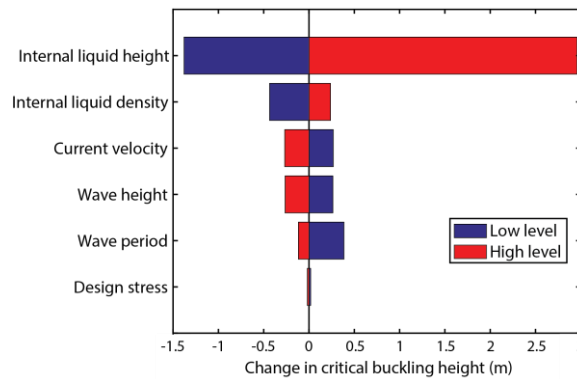 Internal liquid height
Internal liquid density
Current velocity
Wave height
Wave period
Design stress
Low level
High level
-1.5 -1 -0.5 0 0.5 1 1.5 2 2.5
Change in critical buckling height (m)